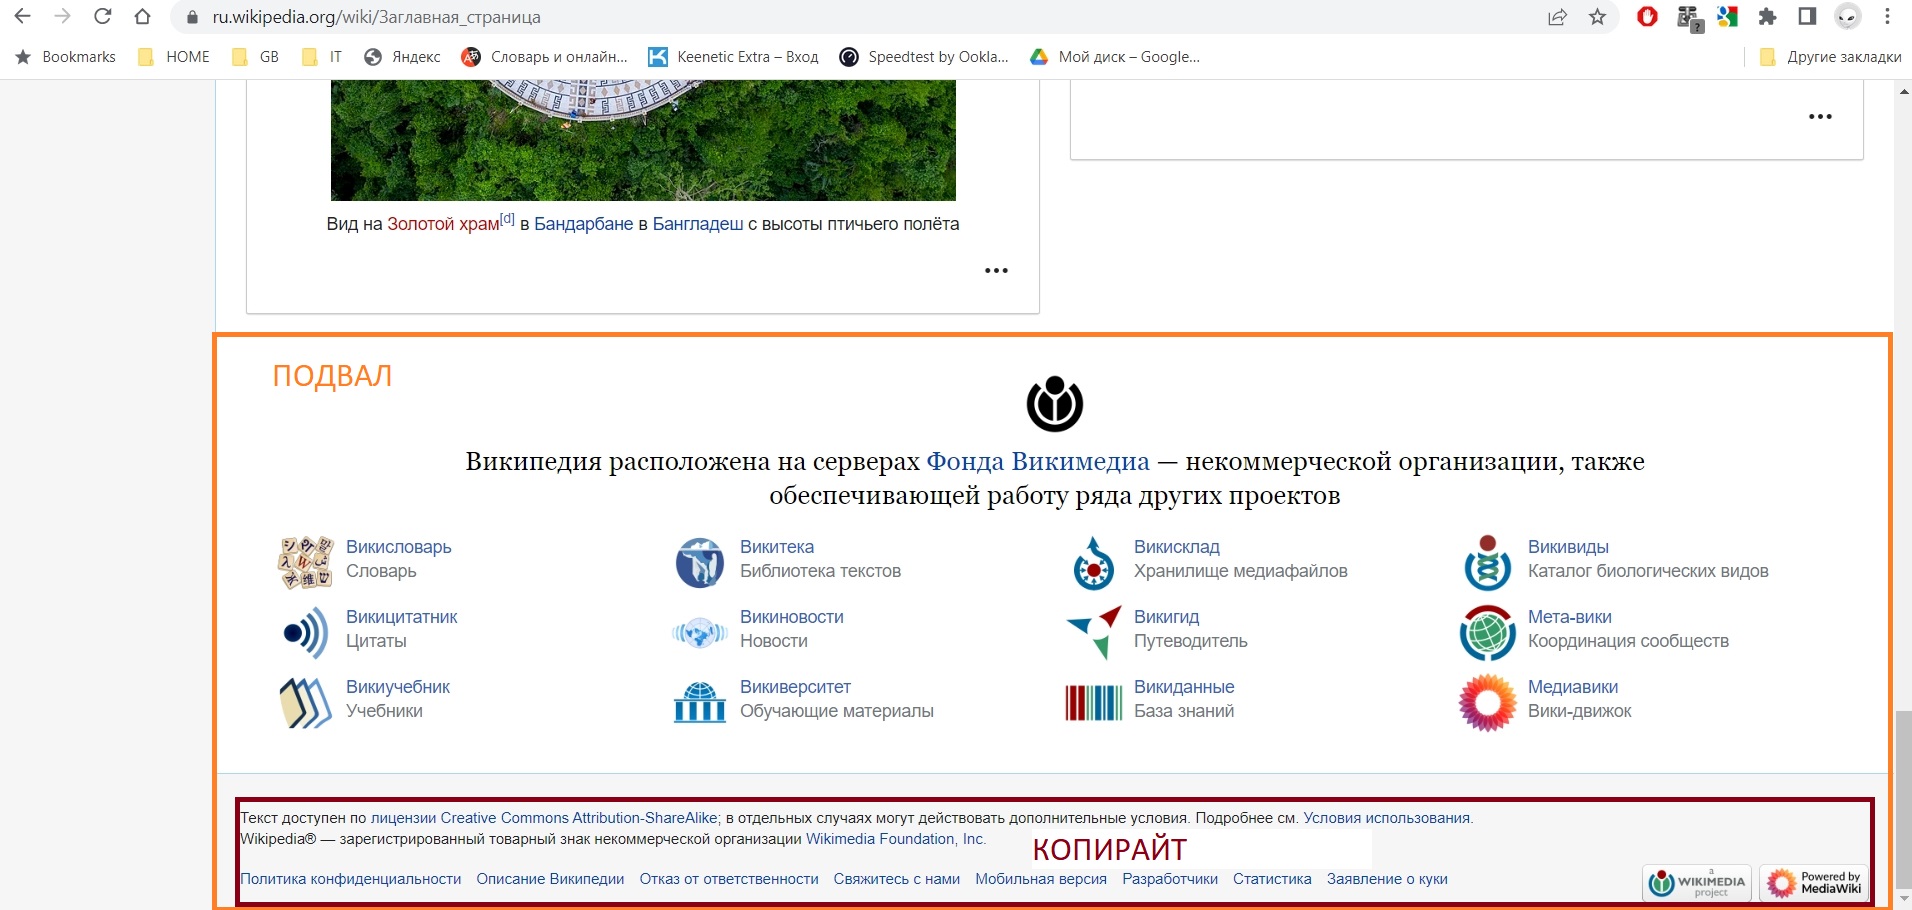 ru.wikipedia.org/wiki/Заглавная_страница
Bookmarks HOME GB IT Яндекс Словарь и онлайн... Keenetic Extra – Вход Speedtest by Ookla... Мой диск – Google... Другие закладки
Вид на Золотой храм[d] в Бандарбане в Бангладеш с высоты птичьего полёта
ПОДВАЛ
Википедия расположена на серверах Фонда Викимедиа — некоммерческой организации, также
обеспечивающей работу ряда других проектов
Викисловарь
Словарь
Викитека
Библиотека текстов
Викисклад
Хранилище медиафайлов
Викивиды
Каталог биологических видов
Викицитатник
Цитаты
Викиновости
Новости
Викигид
Путеводитель
Мета-вики
Координация сообществ
Викиучебник
Учебники
Викиверситет
Обучающие материалы
Викиданные
База знаний
Медиавики
Вики-движок
Текст доступен по лицензии Creative Commons Attribution-ShareAlike; в отдельных случаях могут действовать дополнительные условия. Подробнее см. Условия использования.
Wikipedia® — зарегистрированный товарный знак некоммерческой организации Wikimedia Foundation, Inc.
КОПИРАЙТ
Политика конфиденциальности Описание Википедии Отказ от ответственности Свяжитесь с нами Мобильная версия Разработчики Статистика Заявление о куки
a
WIKIMEDIA
project
Powered by
MediaWiki